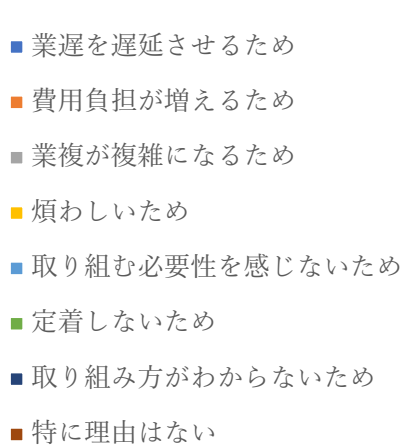 業遅を遅延させるため
費用負担が増えるため
業複が複雑になるため
煩わしいため
取り組む必要性を感じないため
定着しないため
取り組み方がわからないため
特に理由はない